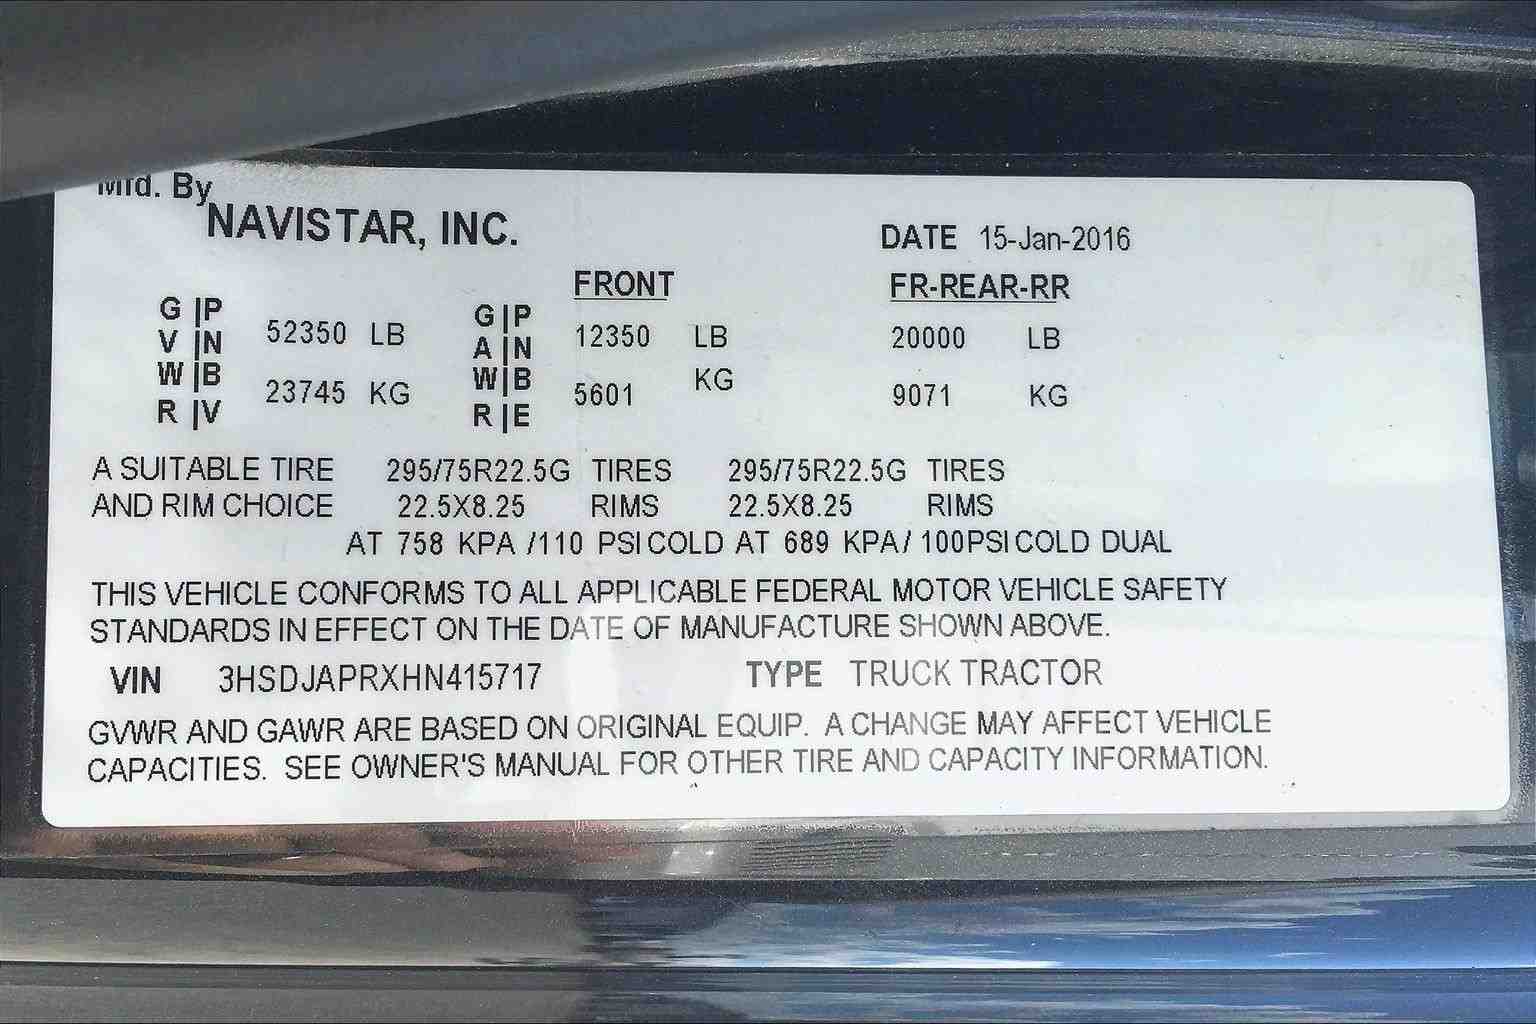 Mfd. By
NAVISTAR, INC.
DATE 15-Jan-2016
FRONT FR-REAR-RR
G|P G|P
V|N 52350 LB A|N 12350 LB 20000 LB
W|B W|B KG
R|V 23745 KG R|E 5601 9071 KG
A SUITABLE TIRE 295/75R22.5G TIRES 295/75R22.5G TIRES
AND RIM CHOICE 22.5X8.25 RIMS 22.5X8.25 RIMS
AT 758 KPA /110 PSI COLD AT 689 KPA/ 100PSI COLD DUAL
THIS VEHICLE CONFORMS TO ALL APPLICABLE FEDERAL MOTOR VEHICLE SAFETY
STANDARDS IN EFFECT ON THE DATE OF MANUFACTURE SHOWN ABOVE.
VIN 3HSDJAPRXHN415717 TYPE TRUCK TRACTOR
GVWR AND GAWR ARE BASED ON ORIGINAL EQUIP. A CHANGE MAY AFFECT VEHICLE
CAPACITIES. SEE OWNER'S MANUAL FOR OTHER TIRE AND CAPACITY INFORMATION.